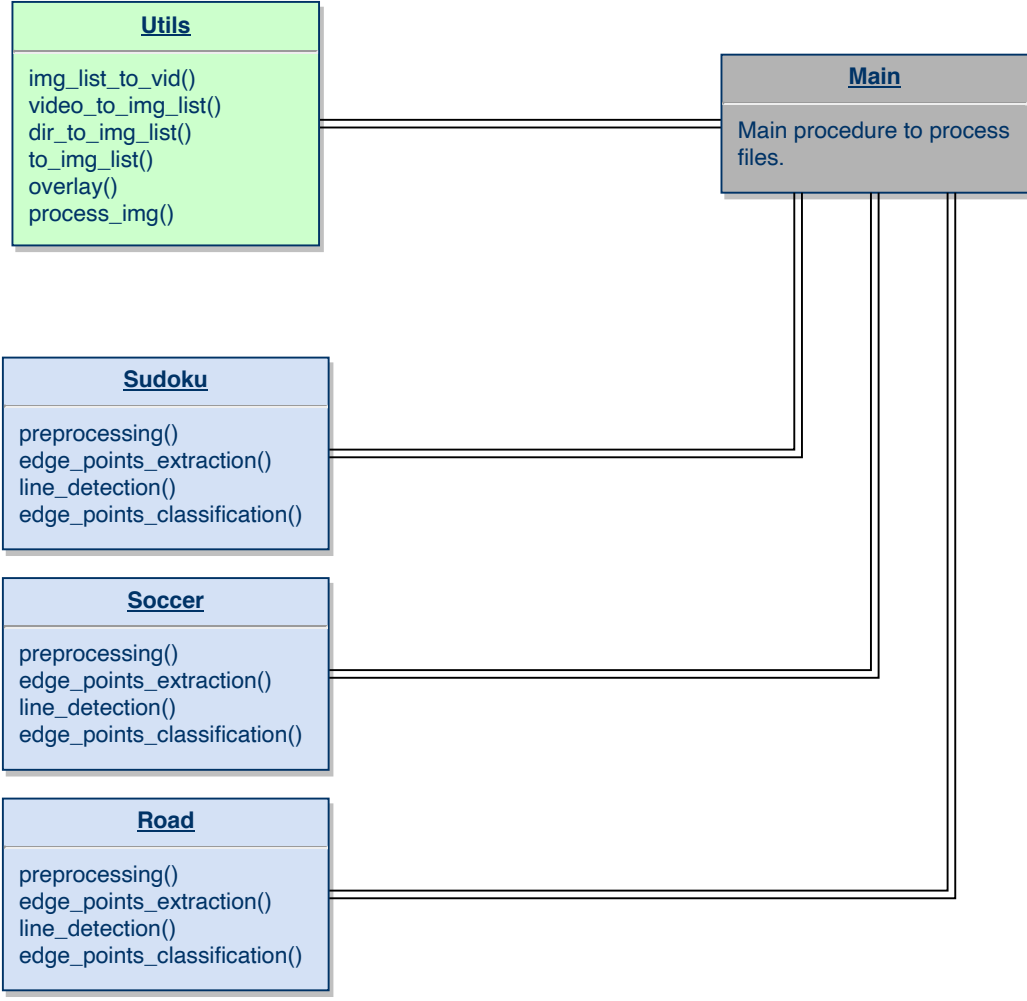 Utils
img_list_to_vid()
video_to_img_list()
dir_to_img_list()
to_img_list()
overlay()
process_img()
Main
Main procedure to process
files.
Sudoku
preprocessing()
edge_points_extraction()
line_detection()
edge_points_classification()
Soccer
preprocessing()
edge_points_extraction()
line_detection()
edge_points_classification()
Road
preprocessing()
edge_points_extraction()
line_detection()
edge_points_classification()